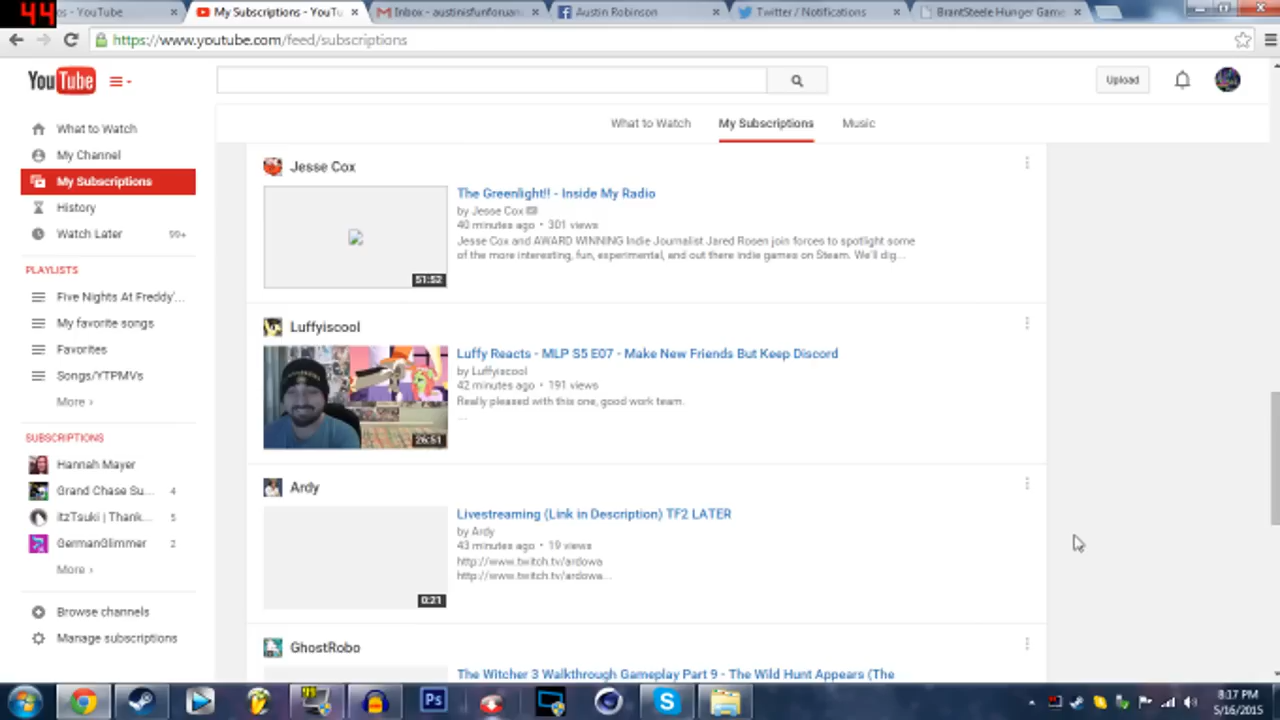 44
os - YouTube
My Subscriptions - YouTu
Inbox - austinisfunforuan
Austin Robinson
Twitter / Notifications
BrantSteele Hunger Game
https://www.youtube.com/feed/subscriptions
YouTube
Upload
What to Watch
My Subscriptions
Music
What to Watch
My Channel
My Subscriptions
History
Watch Later 99+
PLAYLISTS
Five Nights At Freddy'...
My favorite songs
Favorites
Songs/YTPMVs
More ›
SUBSCRIPTIONS
Hannah Mayer
Grand Chase Su... 4
itzTsuki | Thank... 5
GermanGlimmer 2
More ›
Browse channels
Manage subscriptions
Jesse Cox
The Greenlight!! - Inside My Radio
by Jesse Cox
40 minutes ago • 301 views
Jesse Cox and AWARD WINNING Indie Journalist Jared Rosen join forces to spotlight some
of the more interesting, fun, experimental, and out there indie games on Steam. We'll dig...
51:52
Luffyiscool
Luffy Reacts - MLP S5 E07 - Make New Friends But Keep Discord
by Luffyiscool
42 minutes ago • 191 views
Really pleased with this one, good work team.
...
26:51
Ardy
Livestreaming (Link in Description) TF2 LATER
by Ardy
43 minutes ago • 19 views
http://www.twitch.tv/ardowa
http://www.twitch.tv/ardowa...
0:21
GhostRobo
The Witcher 3 Walkthrough Gameplay Part 9 - The Wild Hunt Appears (The
Ps
8:17 PM
5/16/2015